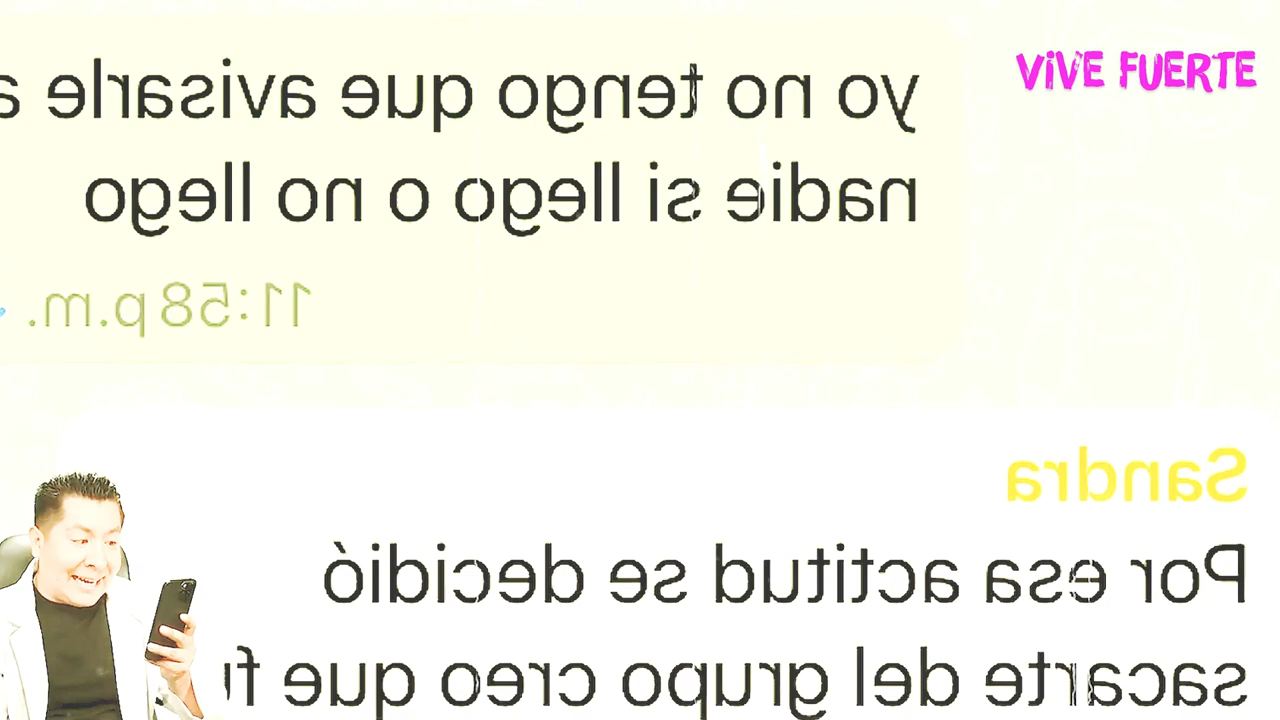 VIVE FUERTE
yo no tengo que avisarle a
nadie si llego o no llego
11:58 p.m.
Sandra
Por esa actitud se decidió
sacarte del grupo creo que